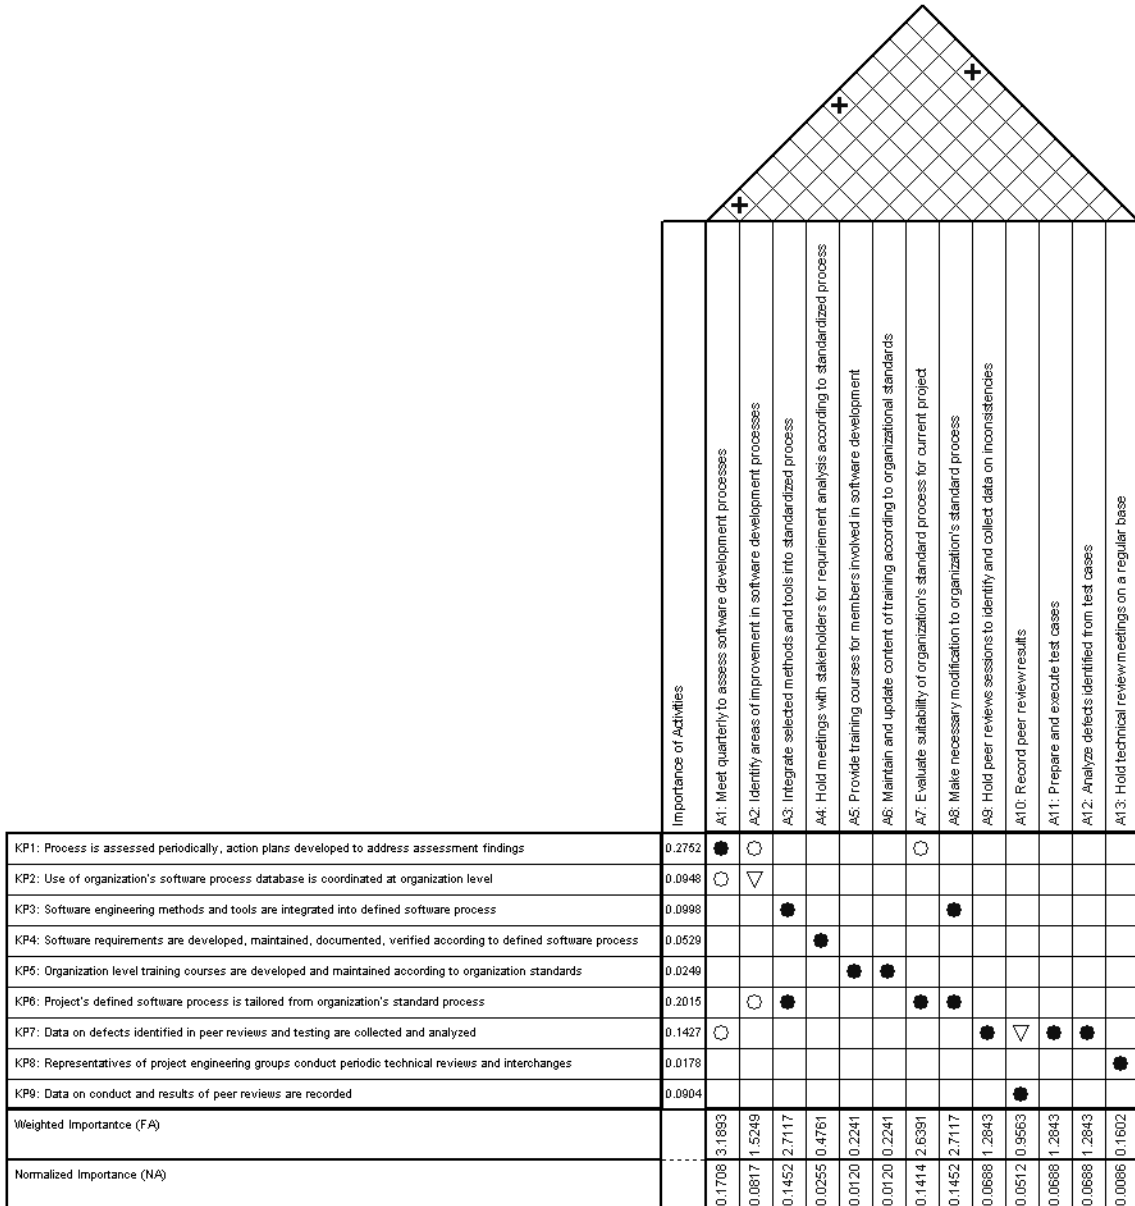 +
+
+
Importance of Activities
A1: Meet quarterly to assess software development processes
A2: Identify areas of improvement in software development processes
A3: Integrate selected methods and tools into standardized process
A4: Hold meetings with stakeholders for requriement analysis according to standardized process
A5: Provide training courses for members involved in software development
A6: Maintain and update content of training according to organizational standards
A7: Evaluate suitability of organization's standard process for current project
A8: Make necessary modification to organization's standard process
A9: Hold peer reviews sessions to identify and collect data on inconsistencies
A10: Record peer review results
A11: Prepare and execute test cases
A12: Analyze defects identified from test cases
A13: Hold technical review meetings on a regular base
KP1: Process is assessed periodically, action plans developed to address assessment findings 0.2752
KP2: Use of organization's software process database is coordinated at organization level 0.0948
KP3: Software engineering methods and tools are integrated into defined software process 0.0998
KP4: Software requirements are developed, maintained, documented, verified according to defined software process 0.0529
KP5: Organization level training courses are developed and maintained according to organization standards 0.0249
KP6: Project's defined software process is tailored from organization's standard process 0.2015
KP7: Data on defects identified in peer reviews and testing are collected and analyzed 0.1427
KP8: Representatives of project engineering groups conduct periodic technical reviews and interchanges 0.0178
KP9: Data on conduct and results of peer reviews are recorded 0.0904
Weighted Importantce (FA) 3.1893 1.5249 2.7117 0.4761 0.2241 0.2241 2.6391 2.7117 1.2843 0.9563 1.2843 1.2843 0.1602
Normalized Importance (NA) 0.1708 0.0817 0.1452 0.0255 0.0120 0.0120 0.1414 0.1452 0.0688 0.0512 0.0688 0.0688 0.0086